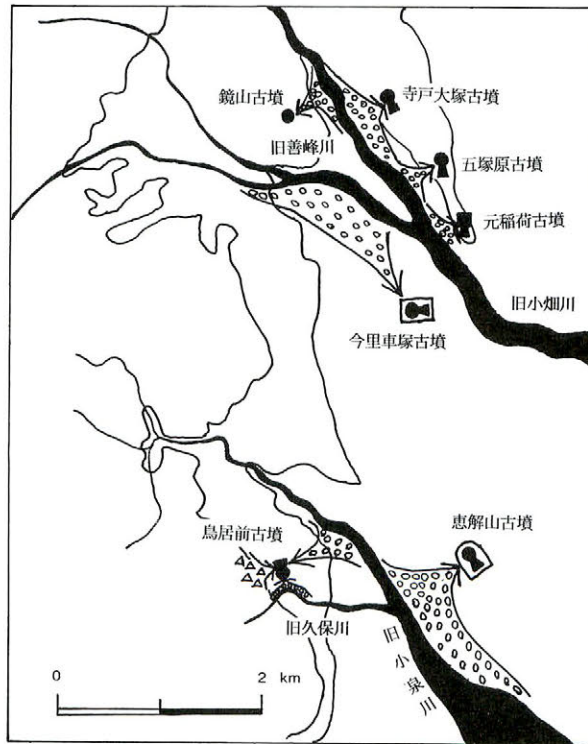 鏡山古墳
寺戸大塚古墳
旧善峰川
五塚原古墳
元稲荷古墳
旧小畑川
今里車塚古墳
鳥居前古墳
恵解山古墳
旧久保川
旧小泉川
0 2 km